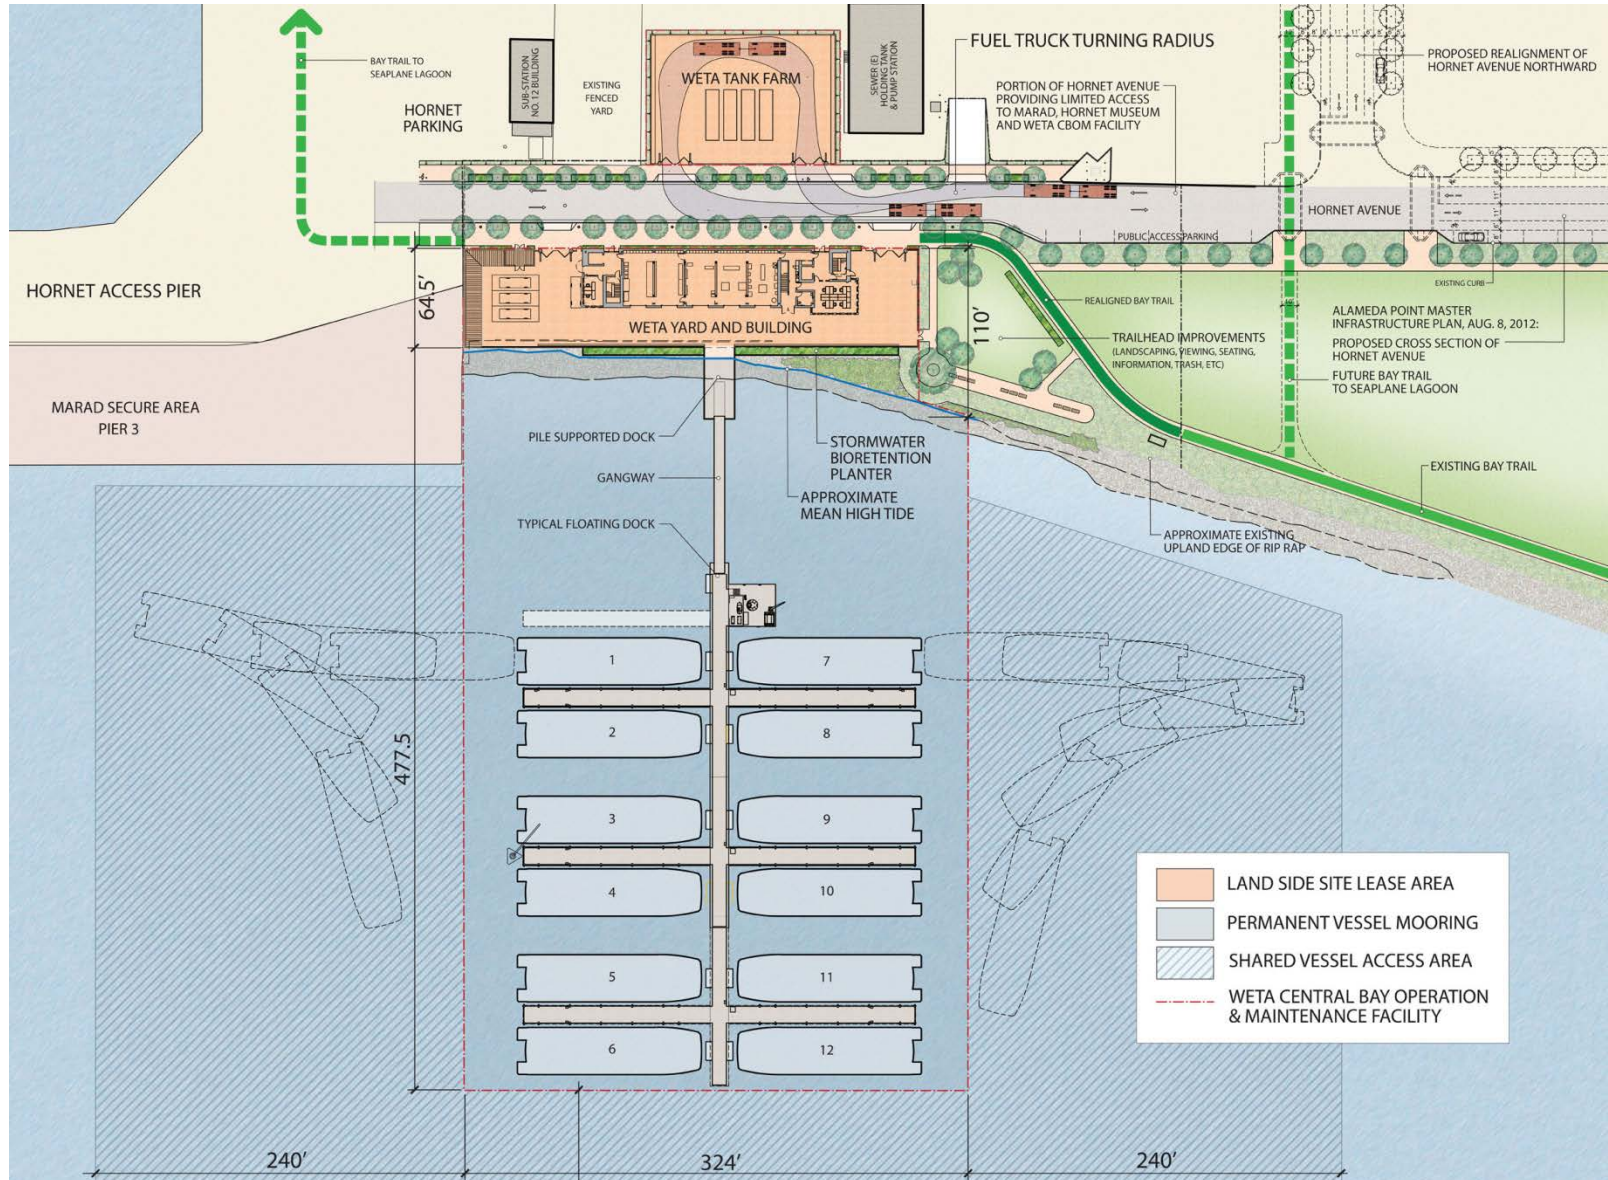 BAY TRAIL TO
SEAPLANE LAGOON
HORNET
PARKING
SUB-STATION
NO. 12 BUILDING
EXISTING
FENCED
YARD
WETA TANK FARM
SEWER (E)
HOLDING TANK
& PUMP STATION
FUEL TRUCK TURNING RADIUS
PORTION OF HORNET AVENUE
PROVIDING LIMITED ACCESS
TO MARAD, HORNET MUSEUM
AND WETA CBOM FACILITY
PROPOSED REALIGNMENT OF
HORNET AVENUE NORTHWARD
HORNET AVENUE
PUBLIC ACCESS PARKING
EXISTING CURB
HORNET ACCESS PIER
64.5'
WETA YARD AND BUILDING
110'
REALIGNED BAY TRAIL
TRAILHEAD IMPROVEMENTS
(LANDSCAPING, VIEWING, SEATING,
INFORMATION, TRASH, ETC)
ALAMEDA POINT MASTER
INFRASTRUCTURE PLAN, AUG. 8, 2012:
PROPOSED CROSS SECTION OF
HORNET AVENUE
FUTURE BAY TRAIL
TO SEAPLANE LAGOON
MARAD SECURE AREA
PIER 3
PILE SUPPORTED DOCK
GANGWAY
TYPICAL FLOATING DOCK
STORMWATER
BIORETENTION
PLANTER
APPROXIMATE
MEAN HIGH TIDE
EXISTING BAY TRAIL
APPROXIMATE EXISTING
UPLAND EDGE OF RIP RAP
477.5
1
7
2
8
3
9
4
10
5
11
6
12
LAND SIDE SITE LEASE AREA
PERMANENT VESSEL MOORING
SHARED VESSEL ACCESS AREA
WETA CENTRAL BAY OPERATION
& MAINTENANCE FACILITY
240'
324'
240'